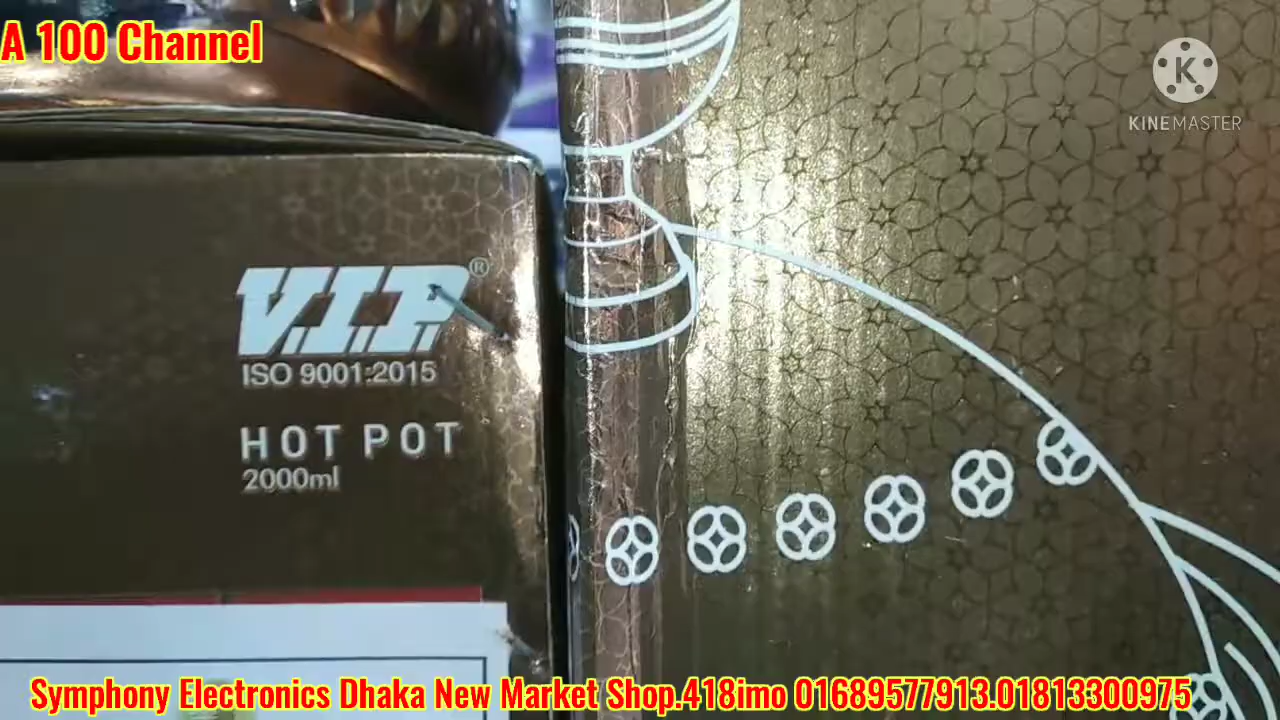 A 100 Channel
KINEMASTER
V.I.P.®
ISO 9001:2015
HOT POT
2000ml
Symphony Electronics Dhaka New Market Shop.418imo 01689577913.01813300975